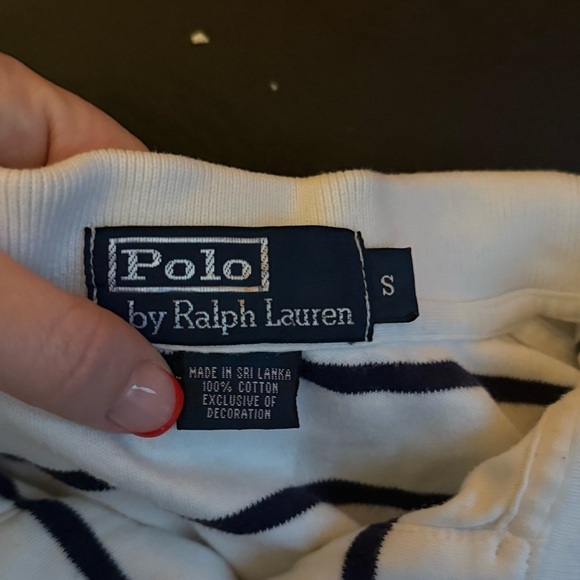 Polo
by Ralph Lauren
S
MADE IN SRI LANKA
100% COTTON
EXCLUSIVE OF
DECORATION